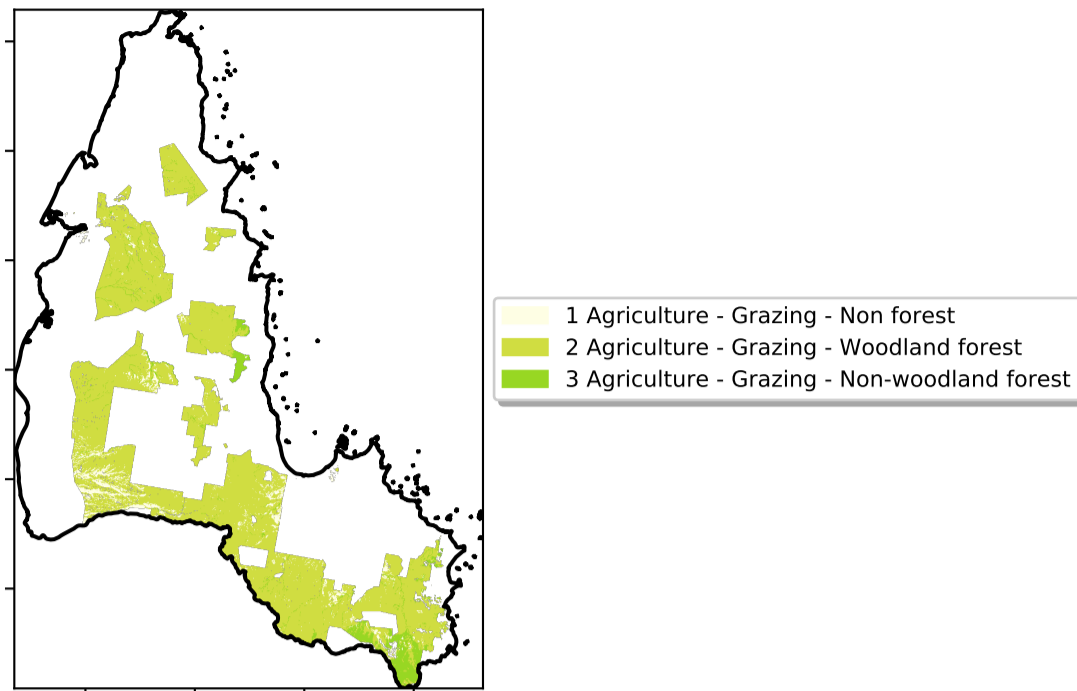 1 Agriculture - Grazing - Non forest
2 Agriculture - Grazing - Woodland forest
3 Agriculture - Grazing - Non-woodland forest